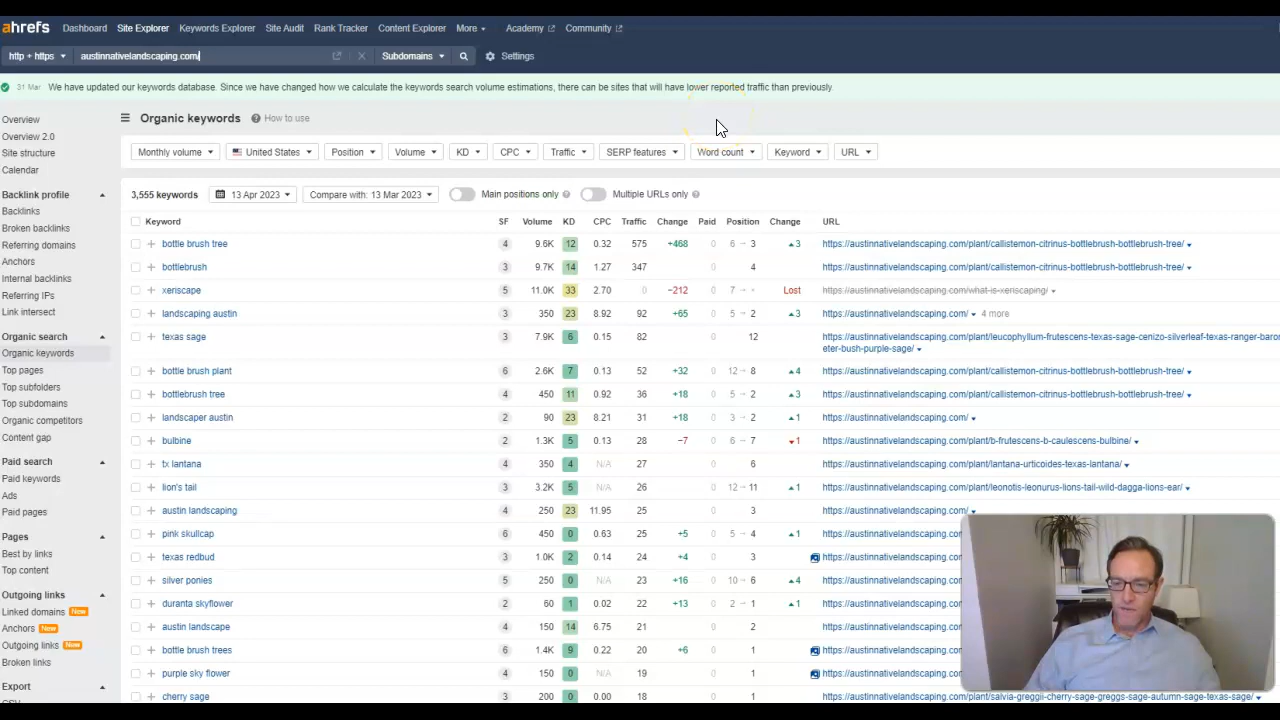 ahrefs Dashboard Site Explorer Keywords Explorer Site Audit Rank Tracker Content Explorer More Academy Community
http + https austinnativelandscaping.com/ Subdomains Settings
31 Mar We have updated our keywords database. Since we have changed how we calculate the keywords search volume estimations, there can be sites that will have lower reported traffic than previously.
Overview
Overview 2.0
Site structure
Calendar
Backlink profile
Backlinks
Broken backlinks
Referring domains
Anchors
Internal backlinks
Referring IPs
Link intersect
Organic search
Organic keywords
Top pages
Top subfolders
Top subdomains
Organic competitors
Content gap
Paid search
Paid keywords
Ads
Paid pages
Pages
Best by links
Top content
Outgoing links
Linked domains New
Anchors New
Outgoing links New
Broken links
Export
Organic keywords ? How to use
Monthly volume United States Position Volume KD CPC Traffic SERP features Word count Keyword URL
3,555 keywords 13 Apr 2023 Compare with: 13 Mar 2023 Main positions only ? Multiple URLs only ?
Keyword SF Volume KD CPC Traffic Change Paid Position Change URL
bottle brush tree 4 9.6K 12 0.32 575 +468 0 6 → 3 ▲3 https://austinnativelandscaping.com/plant/callistemon-citrinus-bottlebrush-bottlebrush-tree/
bottlebrush 3 9.7K 14 1.27 347 0 4 https://austinnativelandscaping.com/plant/callistemon-citrinus-bottlebrush-bottlebrush-tree/
xeriscape 5 11.0K 33 2.70 0 −212 0 7 → - Lost https://austinnativelandscaping.com/what-is-xeriscaping/
landscaping austin 3 350 23 8.92 92 +65 0 5 → 2 ▲3 https://austinnativelandscaping.com/ 4 more
texas sage 3 7.9K 6 0.15 82 0 12 https://austinnativelandscaping.com/plant/leucophyllum-frutescens-texas-sage-cenizo-silverleaf-texas-ranger-baror
eter-bush-purple-sage/
bottle brush plant 6 2.6K 7 0.13 52 +32 0 12 → 8 ▲4 https://austinnativelandscaping.com/plant/callistemon-citrinus-bottlebrush-bottlebrush-tree/
bottlebrush tree 4 450 11 0.92 36 +18 0 5 → 2 ▲3 https://austinnativelandscaping.com/plant/callistemon-citrinus-bottlebrush-bottlebrush-tree/
landscaper austin 2 90 23 8.21 31 +18 0 3 → 2 ▲1 https://austinnativelandscaping.com/
bulbine 2 1.3K 5 0.13 28 −7 0 6 → 7 ▼1 https://austinnativelandscaping.com/plant/b-frutescens-b-caulescens-bulbine/
tx lantana 4 350 4 N/A 27 0 6 https://austinnativelandscaping.com/plant/lantana-urticoides-texas-lantana/
lion's tail 3 3.2K 5 N/A 26 0 12 → 11 ▲1 https://austinnativelandscaping.com/plant/leonotis-leonurus-lions-tail-wild-dagga-lions-ear/
austin landscaping 4 250 23 11.95 25 0 3 https://austinnativelandscaping.com/
pink skullcap 6 450 0 0.63 25 +5 0 5 → 4 ▲1 https://austinnativelandscaping.co
texas redbud 3 1.0K 2 0.14 24 +4 0 3 https://austinnativelandscaping.co
silver ponies 5 250 0 N/A 23 +16 0 10 → 6 ▲4 https://austinnativelandscaping.co
duranta skyflower 2 60 1 0.02 22 +13 0 2 → 1 ▲1 https://austinnativelandscaping.co
austin landscape 4 150 14 6.75 21 0 2 https://austinnativelandscaping.co
bottle brush trees 6 1.4K 9 0.22 20 +6 0 1 https://austinnativelandscaping.co
purple sky flower 4 150 0 N/A 19 0 1 https://austinnativelandscaping.co
cherry sage 3 200 0 0.00 18 0 1 https://austinnativelandscaping.com/plant/salvia-greggii-cherry-sage-greggs-sage-autumn-sage-texas-sage/